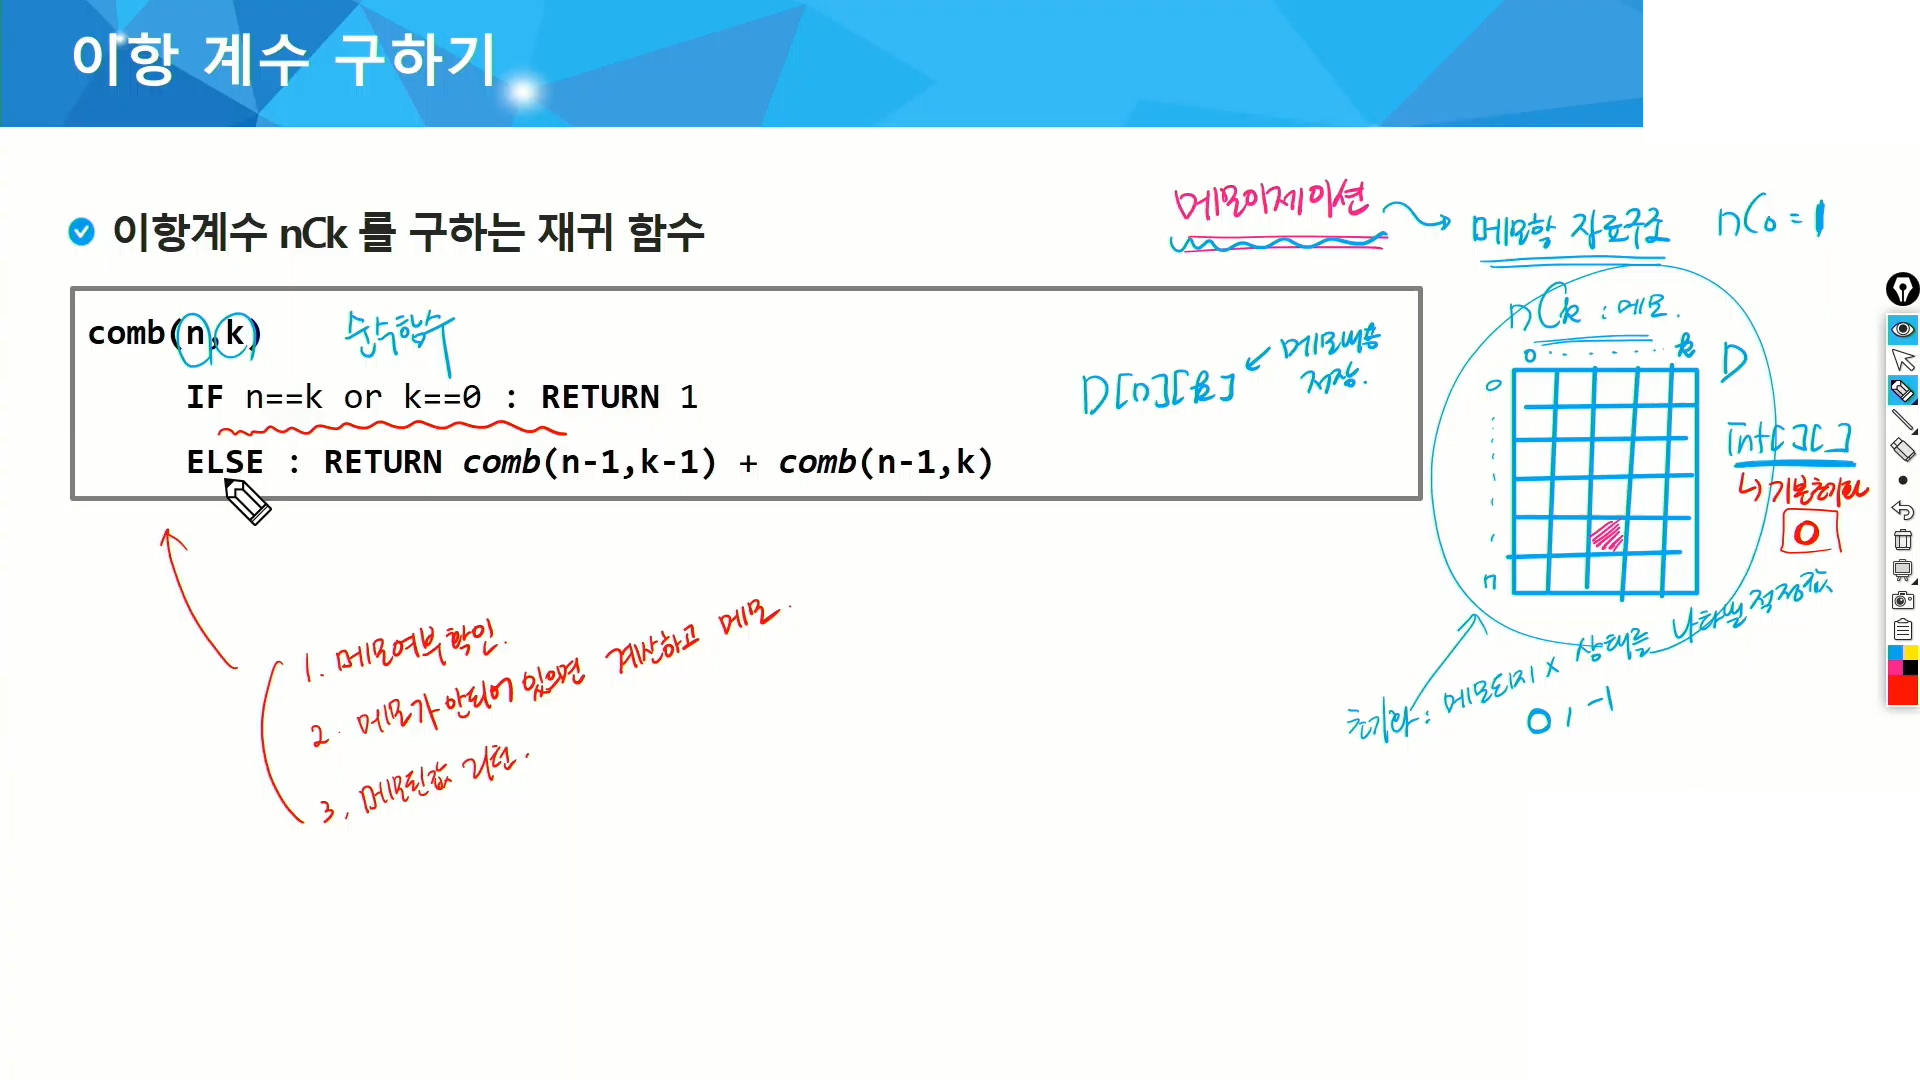 이항 계수 구하기
이항계수 nCk 를 구하는 재귀 함수
comb(n,k)
순수함수
IF n==k or k==0 : RETURN 1
ELSE : RETURN comb(n-1,k-1) + comb(n-1,k)
D[n][k]
메모내용
저장.
메모이제이션
메모할 자료구조
nC0 = 1
nCk : 메모.
0 . . . . . k
D
0
n
int[][]
↳ 기본초기화
0
초기화 : 메모되지 x 상태를 나타낼 적정값
0, -1
1. 메모여부확인.
2. 메모가 안되어 있으면 계산하고 메모.
3, 메모된값 리턴.